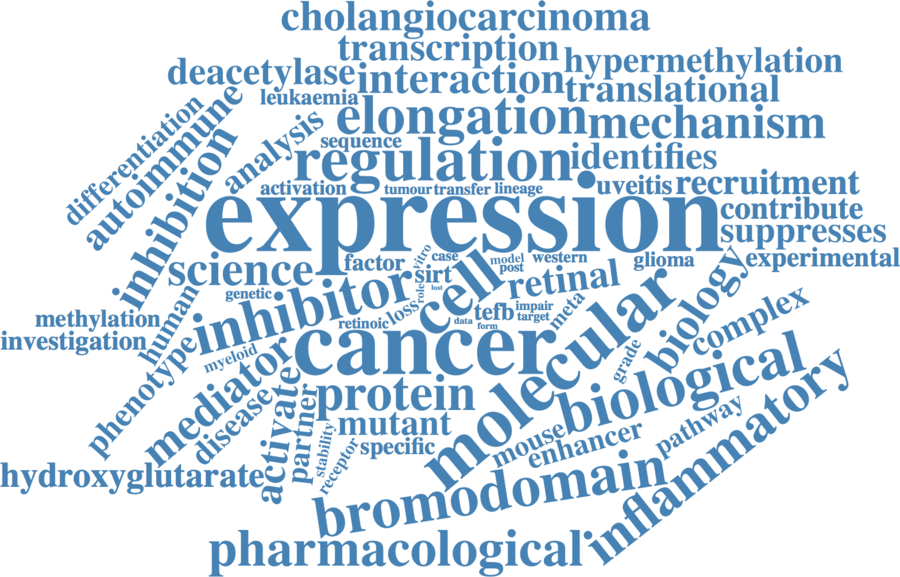 cholangiocarcinoma
transcription
hypermethylation
deacetylase
interaction
translational
leukaemia
differentiation
autoimmune
elongation
mechanism
analysis
sequence
inhibition
regulation
identifies
activation
tumour
transfer
lineage
uveitis
recruitment
expression
contribute
suppresses
science
factor
vitro
case
sirt
model
post
western
glioma
experimental
cell
retinal
genetic
role
lost
inhibitor
loss
retinoic
data
form
tefb
impair
target
meta
molecular
biology
complex
methylation
investigation
human
phenotype
myeloid
cancer
grade
mediator
disease
activate
partner
protein
mutant
specific
stability
receptor
biological
mouse
enhancer
pathway
inflammatory
hydroxyglutarate
bromodomain
pharmacological